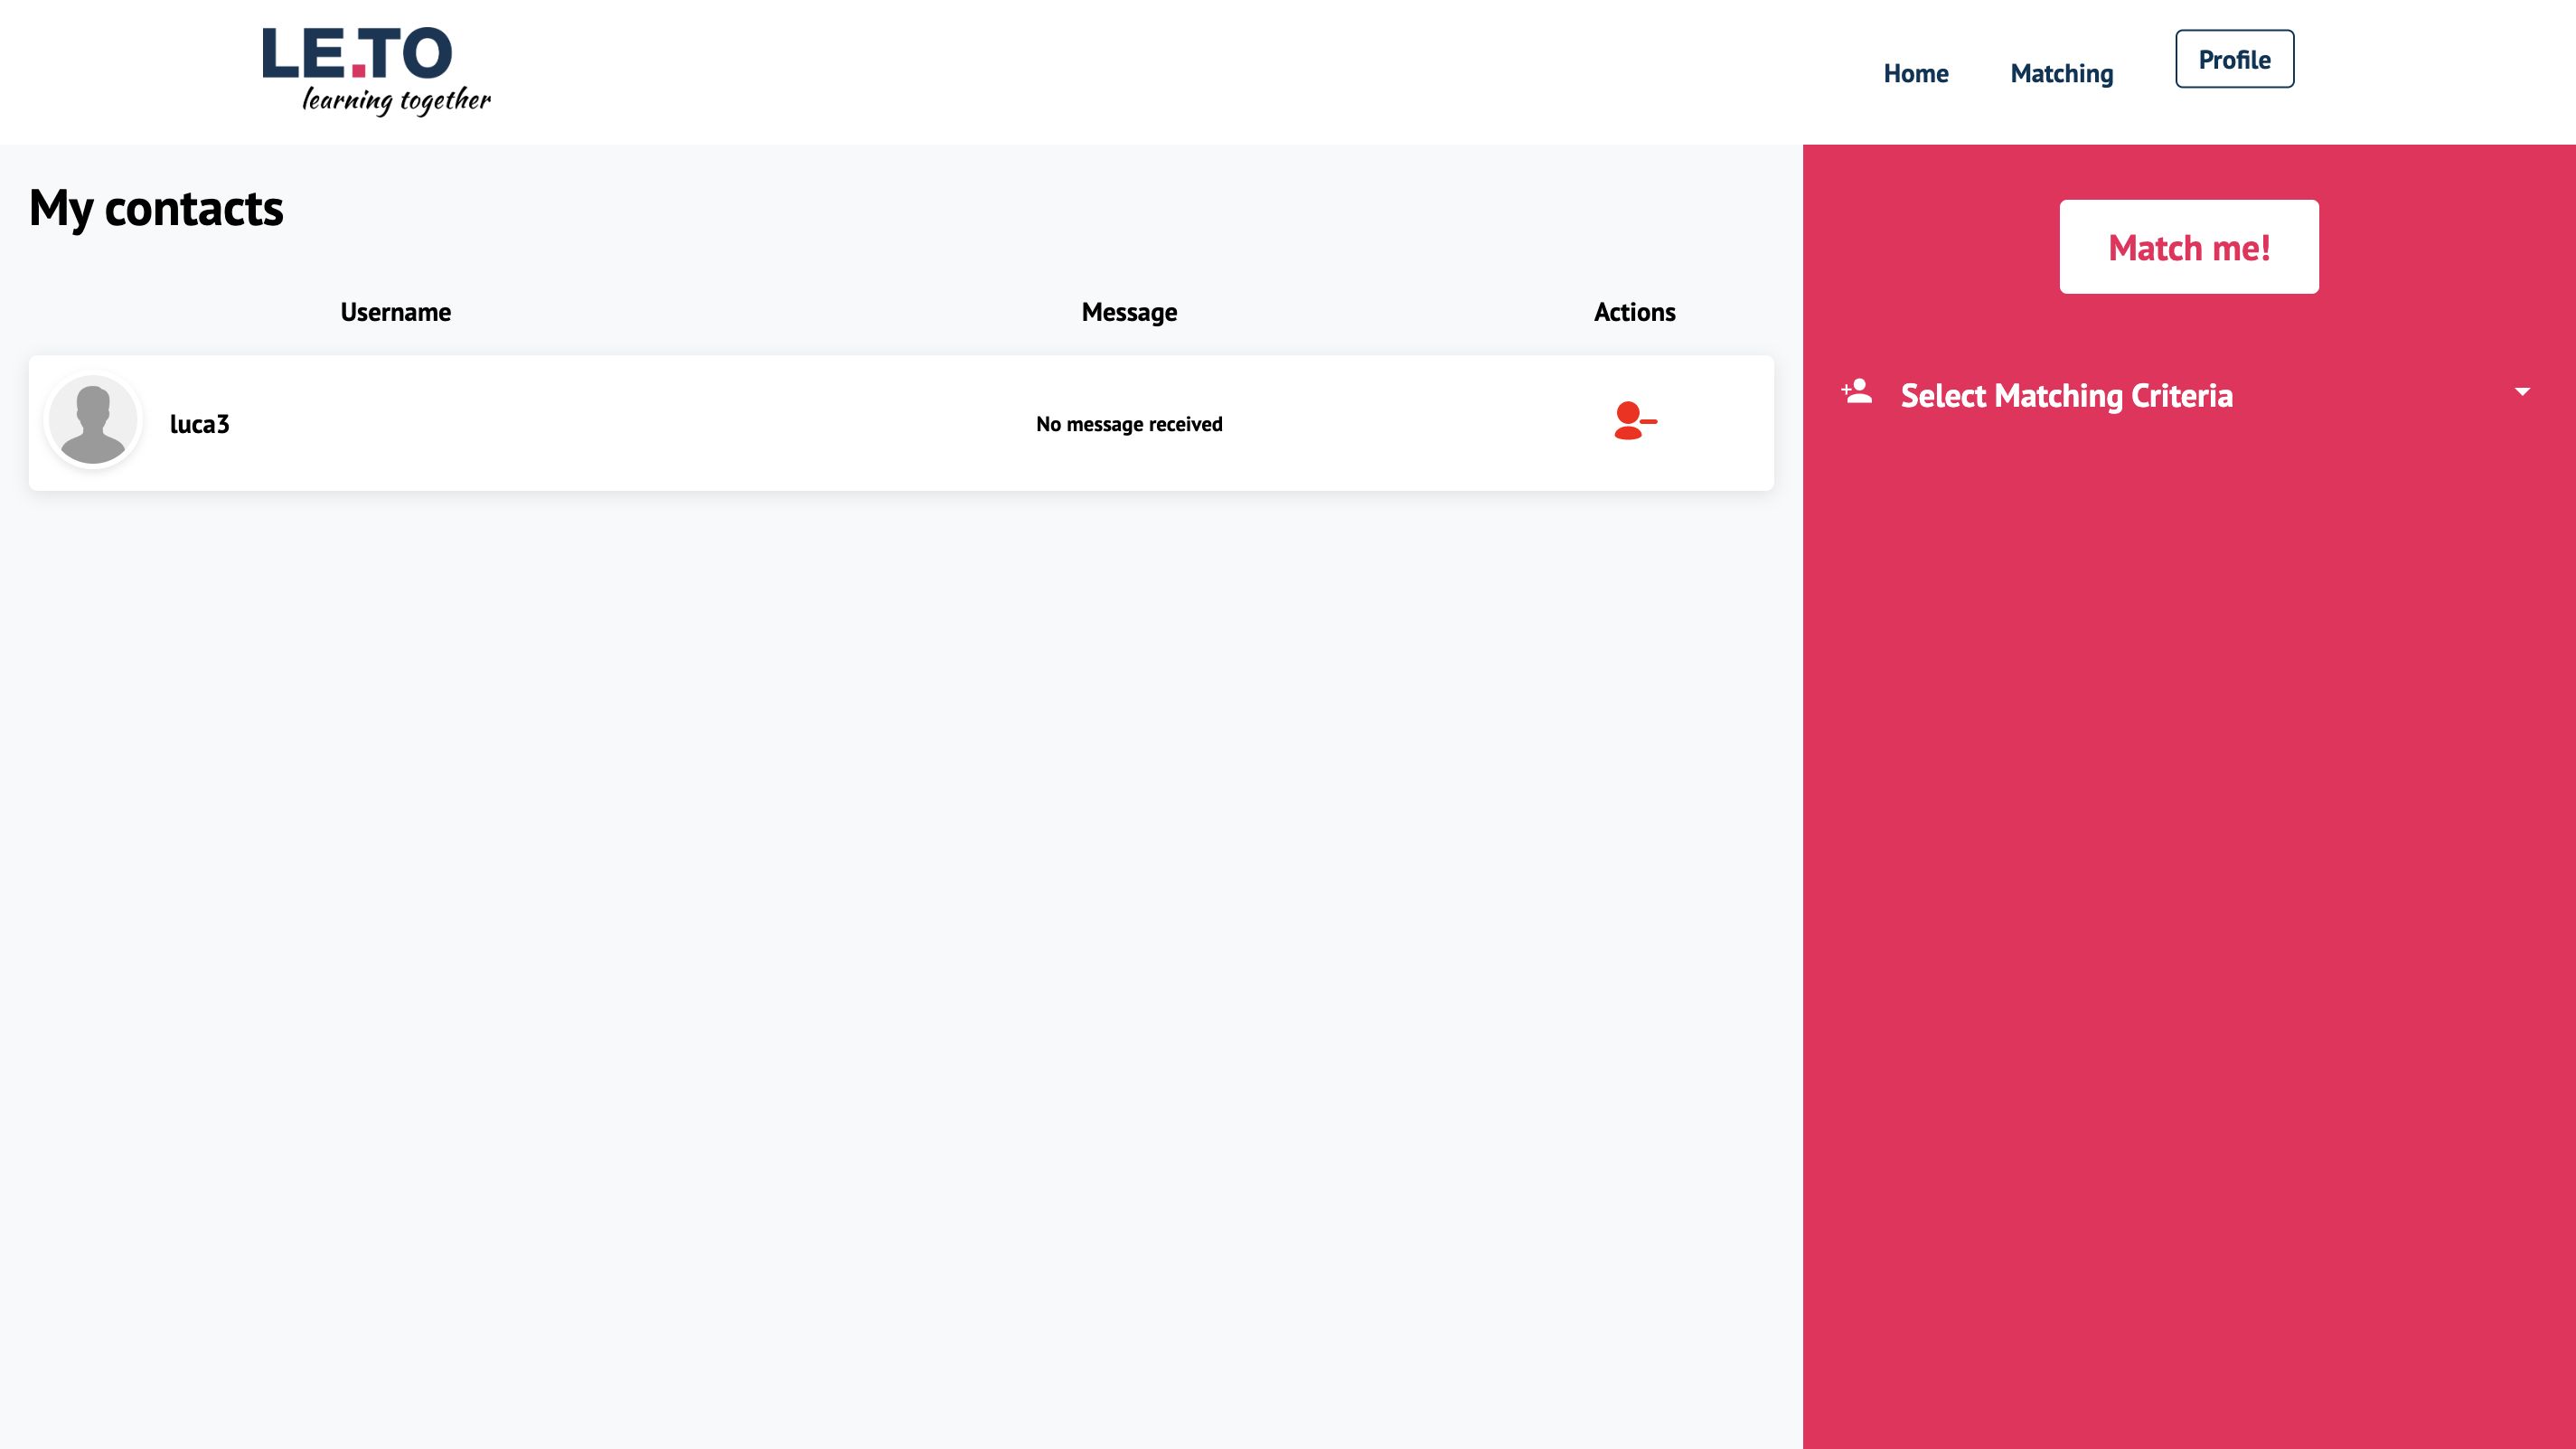 LE.TO
learning together
Home
Matching
Profile
My contacts
Match me!
Username
Message
Actions
Select Matching Criteria
luca3
No message received